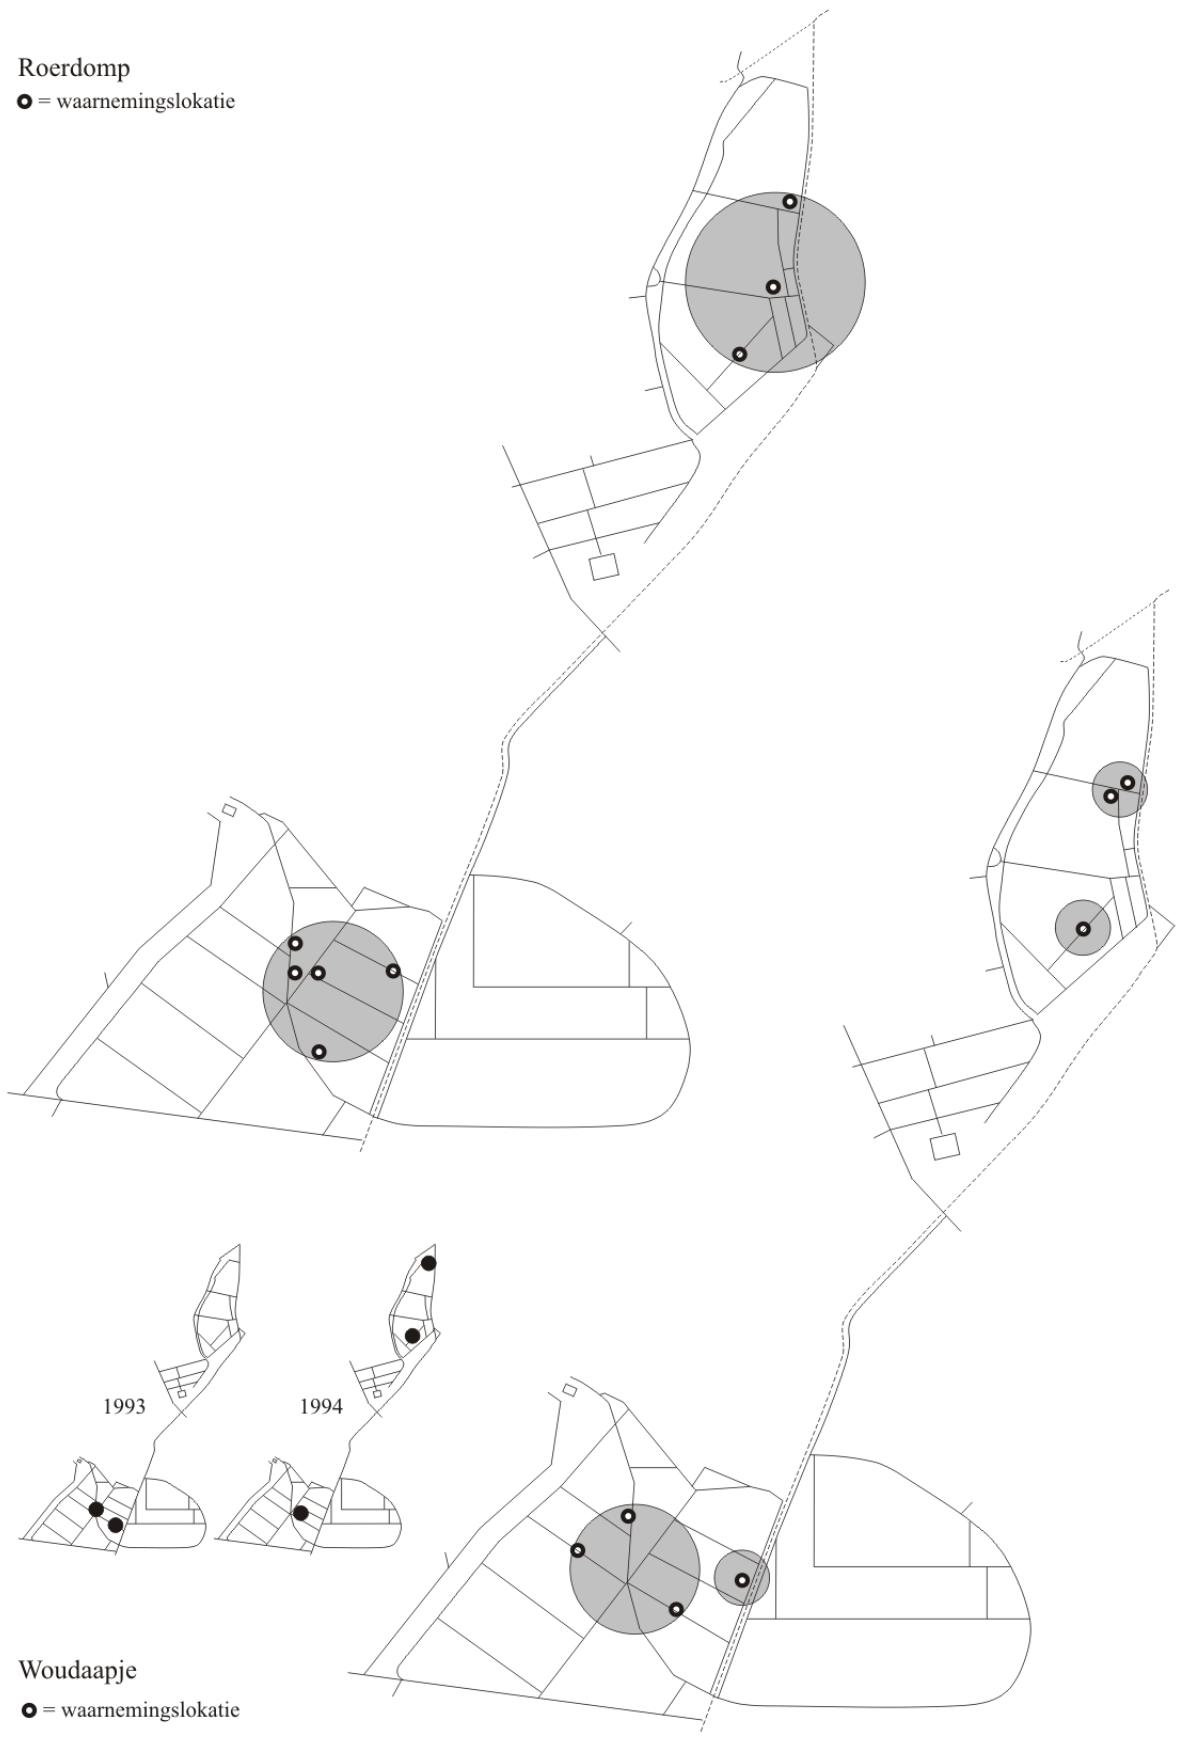 Roerdomp
= waarnemingslokatie
1993
1994
Woudaapje
= waarnemingslokatie